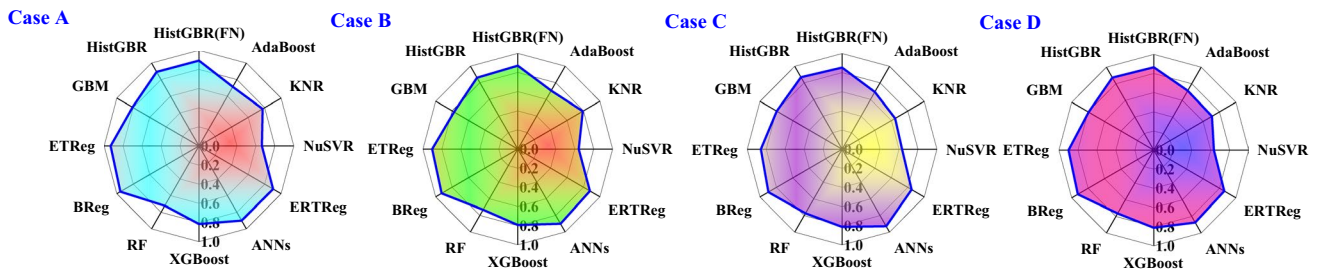 Case A
HistGBR(FN)
HistGBR
AdaBoost
GBM
KNR
ETReg
NuSVR
BReg
ERTReg
RF
ANNs
XGBoost
0.0
0.2
0.4
0.6
0.8
1.0
Case B
HistGBR(FN)
HistGBR
AdaBoost
GBM
KNR
ETReg
NuSVR
BReg
ERTReg
RF
ANNs
XGBoost
0.0
0.2
0.4
0.6
0.8
1.0
Case C
HistGBR(FN)
HistGBR
AdaBoost
GBM
KNR
ETReg
NuSVR
BReg
ERTReg
RF
ANNs
XGBoost
0.0
0.2
0.4
0.6
0.8
1.0
Case D
HistGBR(FN)
HistGBR
AdaBoost
GBM
KNR
ETReg
NuSVR
BReg
ERTReg
RF
ANNs
XGBoost
0.0
0.2
0.4
0.6
0.8
1.0